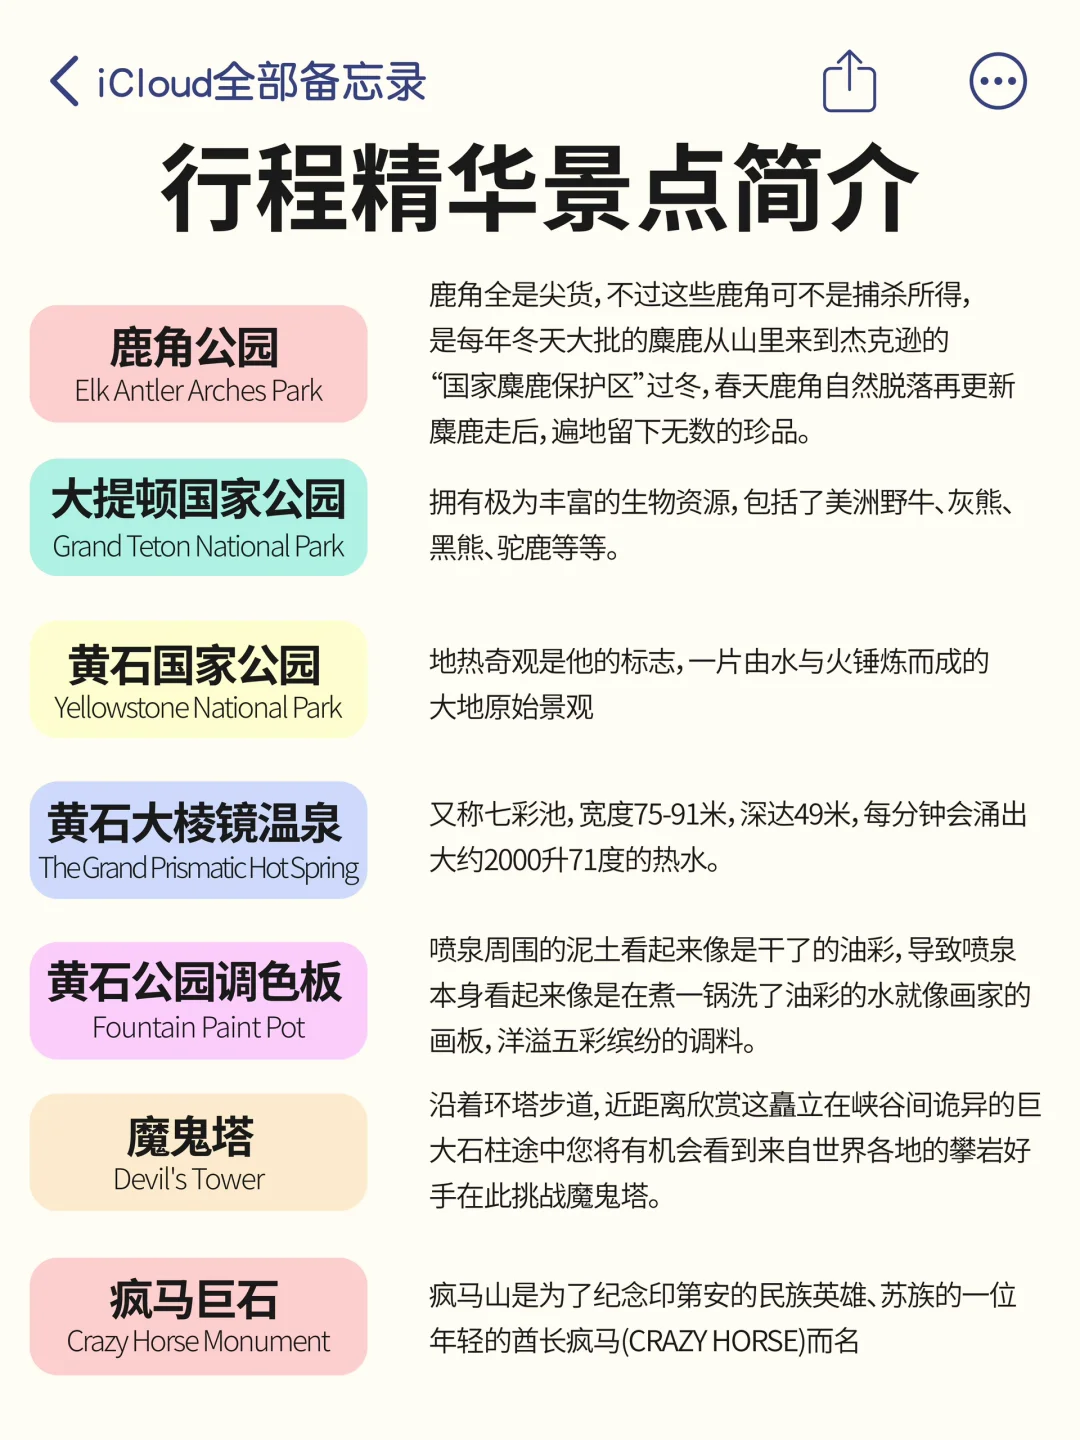 iCloud全部备忘录
行程精华景点简介
鹿角公园
Elk Antler Arches Park
鹿角全是尖货，不过这些鹿角可不是捕杀所得，
是每年冬天大批的麋鹿从山里来到杰克逊的
“国家麋鹿保护区”过冬，春天鹿角自然脱落再更新
麋鹿走后，遍地留下无数的珍品。
大提顿国家公园
Grand Teton National Park
拥有极为丰富的生物资源，包括了美洲野牛、灰熊、
黑熊、驼鹿等等。
黄石国家公园
Yellowstone National Park
地热奇观是他的标志，一片由水与火锤炼而成的
大地原始景观
黄石大棱镜温泉
The Grand Prismatic Hot Spring
又称七彩池，宽度75-91米，深达49米，每分钟会涌出
大约2000升71度的热水。
黄石公园调色板
Fountain Paint Pot
喷泉周围的泥土看起来像是干了的油彩，导致喷泉
本身看起来像是在煮一锅洗了油彩的水就像画家的
画板，洋溢五彩缤纷的调料。
魔鬼塔
Devil's Tower
沿着环塔步道, 近距离欣赏这矗立在峡谷间诡异的巨
大石柱途中您将有机会看到来自世界各地的攀岩好
手在此挑战魔鬼塔。
疯马巨石
Crazy Horse Monument
疯马山是为了纪念印第安的民族英雄、苏族的一位
年轻的酋长疯马(CRAZY HORSE)而名